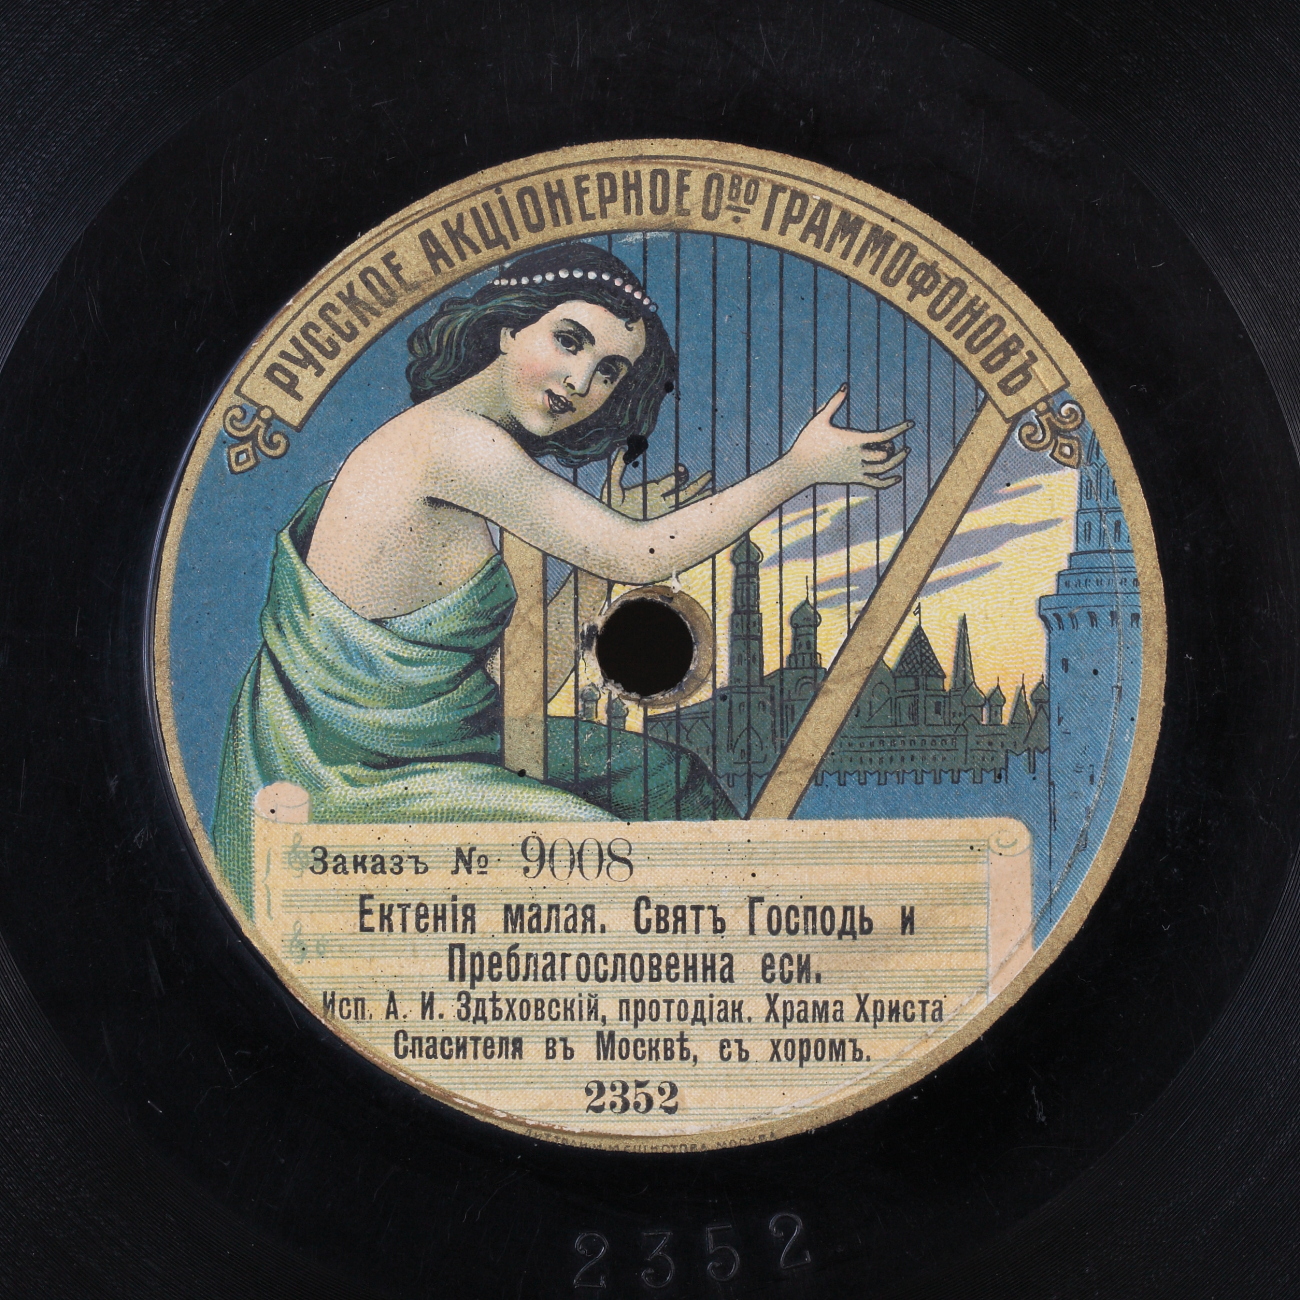 РУССКОЕ АКЦІОНЕРНОЕ О-ВО ГРАММОФОНОВЪ
Заказъ № 9008
Ектенія малая. Святъ Господь и
Преблагословенна еси.
Исп. А. И. Здѣховскій, протодіак. Храма Христа
Спасителя въ Москвѣ, съ хоромъ.
2352
МОСКВА
2352